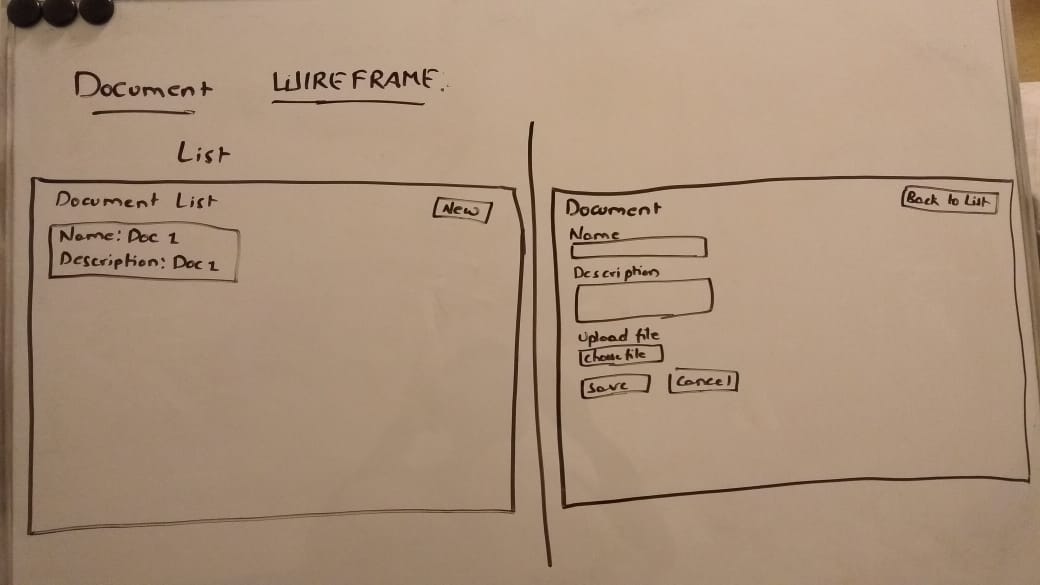 Document WIREFRAME.
List
Document List
New
Name: Doc 1
Description: Doc 1
Document
Back to List
Name
Description
Upload file
choose file
Save
Cancel